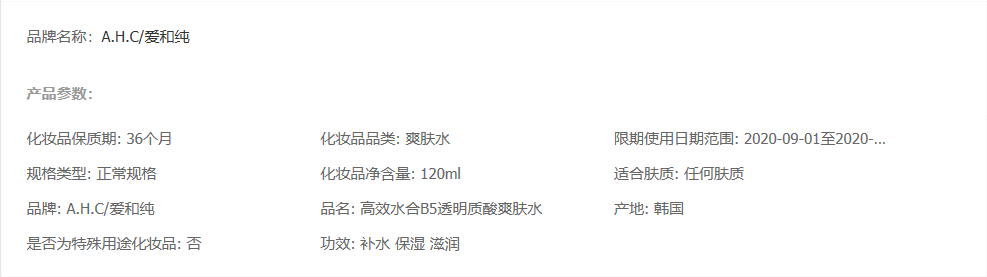 品牌名称：A.H.C/爱和纯
产品参数：
化妆品保质期: 36个月 化妆品品类: 爽肤水 限期使用日期范围: 2020-09-01至2020-...
规格类型: 正常规格 化妆品净含量: 120ml 适合肤质: 任何肤质
品牌: A.H.C/爱和纯 品名: 高效水合B5透明质酸爽肤水 产地: 韩国
是否为特殊用途化妆品: 否 功效: 补水 保湿 滋润